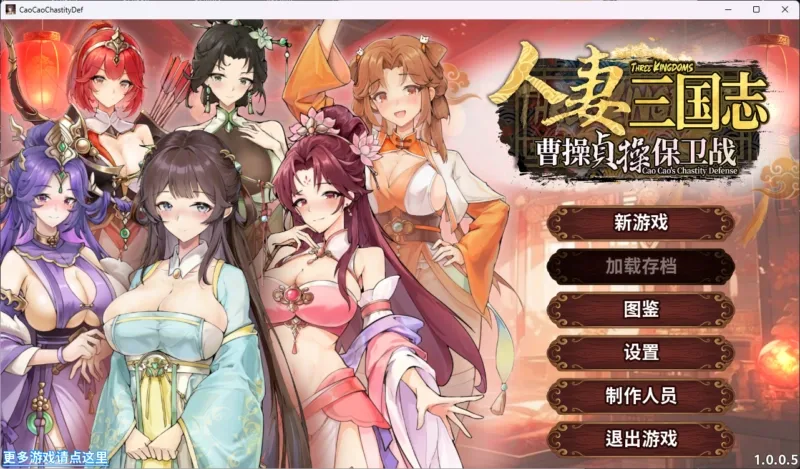 CaoCaoChastityDef
THREE KINGDOMS
人妻三国志
曹操贞操保卫战
Cao Cao's Chastity Defense
新游戏
加载存档
图鉴
设置
制作人员
退出游戏
更多游戏请点这里
1.0.0.5